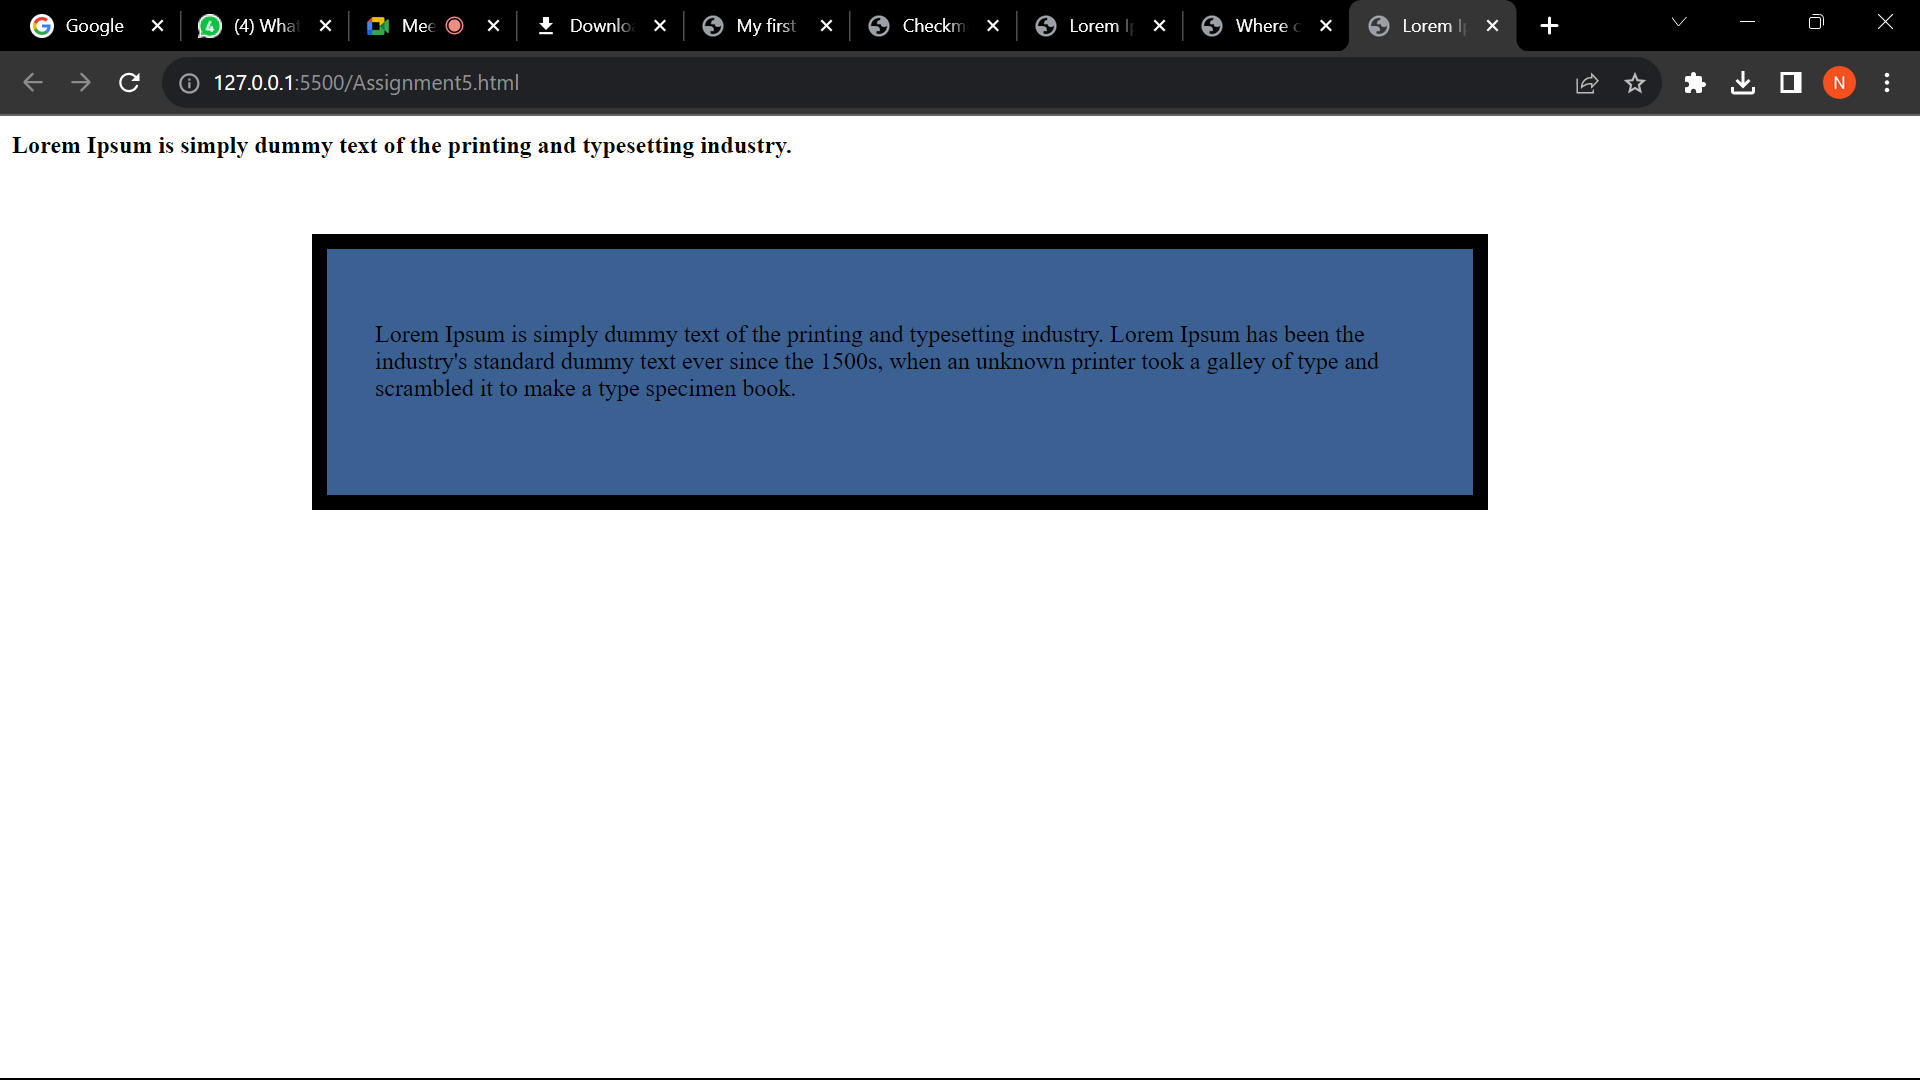 Google
(4) What
Mee
Downlo
My first
Checkm
Lorem I
Where
Lorem I
127.0.0.1:5500/Assignment5.html
N
Lorem Ipsum is simply dummy text of the printing and typesetting industry.
Lorem Ipsum is simply dummy text of the printing and typesetting industry. Lorem Ipsum has been the
industry's standard dummy text ever since the 1500s, when an unknown printer took a galley of type and
scrambled it to make a type specimen book.